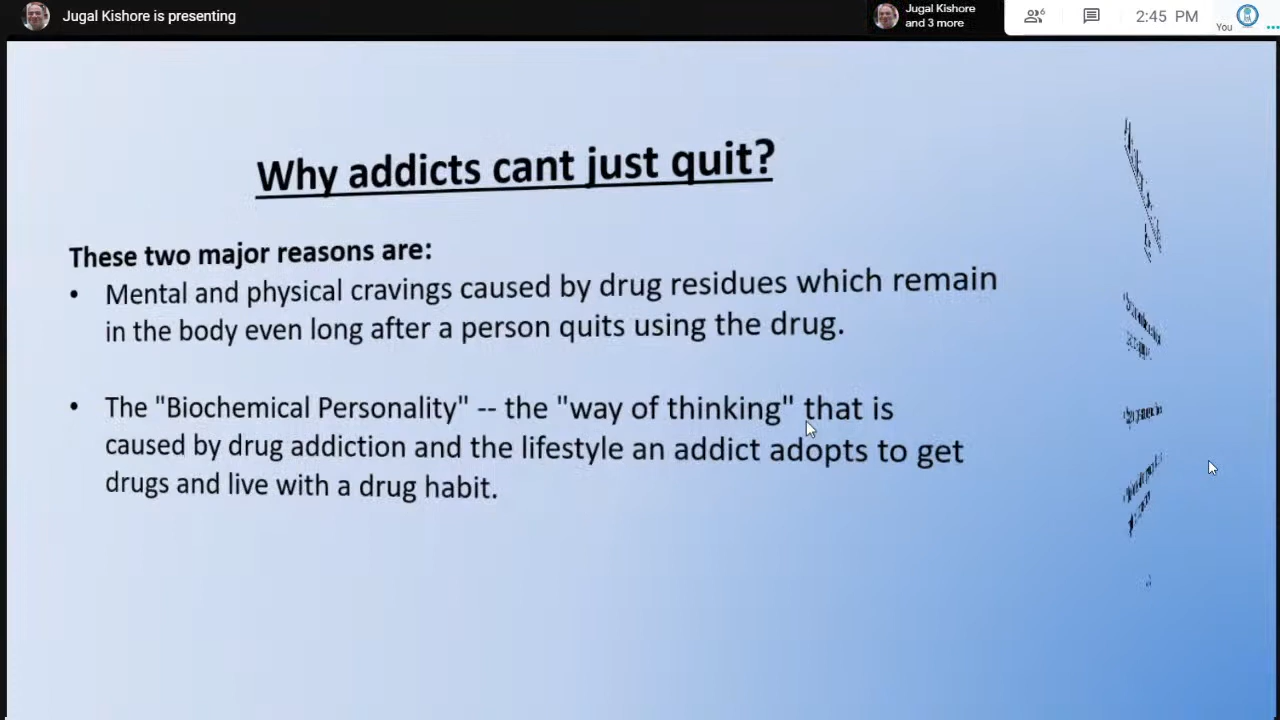 Jugal Kishore is presenting
Jugal Kishore
and 3 more
6
2:45 PM
You
Why addicts cant just quit?
These two major reasons are:
• Mental and physical cravings caused by drug residues which remain
in the body even long after a person quits using the drug.
• The "Biochemical Personality" -- the "way of thinking" that is
caused by drug addiction and the lifestyle an addict adopts to get
drugs and live with a drug habit.